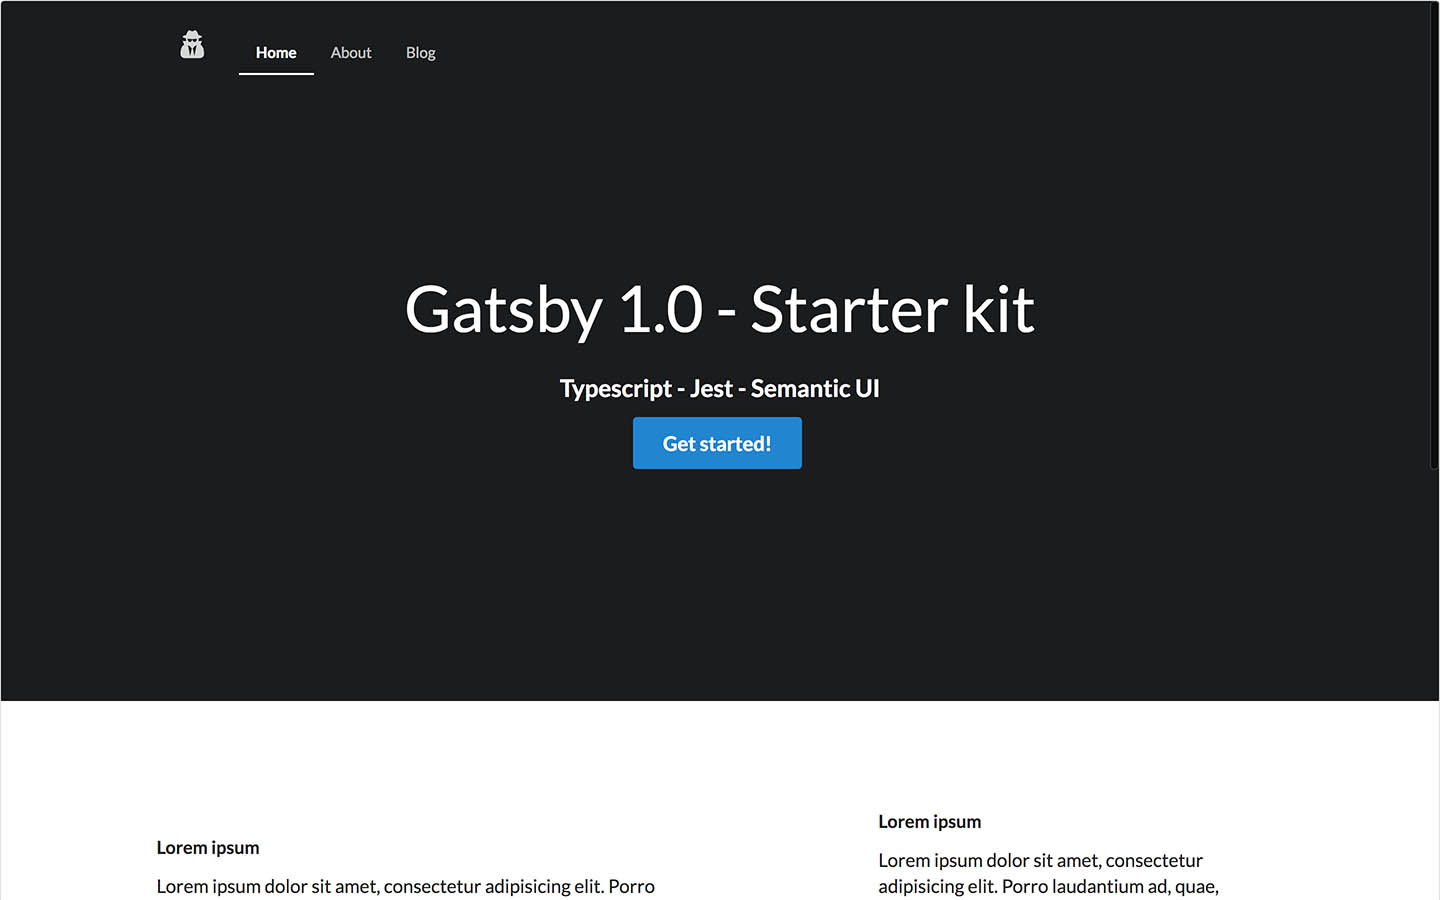 Home About Blog
Gatsby 1.0 - Starter kit
Typescript - Jest - Semantic UI
Get started!
Lorem ipsum
Lorem ipsum dolor sit amet, consectetur adipisicing elit. Porro
Lorem ipsum
Lorem ipsum dolor sit amet, consectetur
adipisicing elit. Porro laudantium ad, quae,